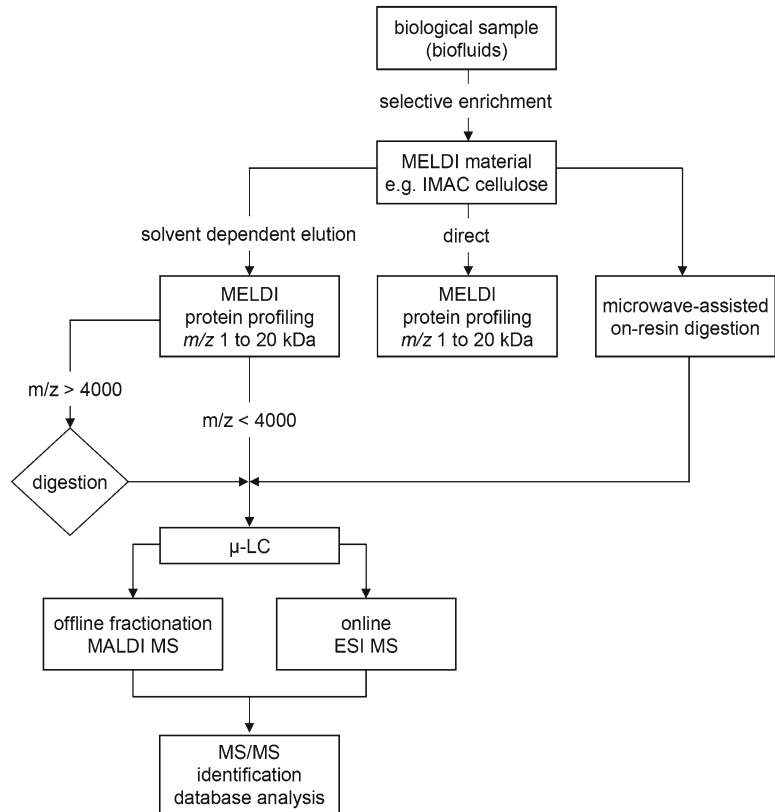 biological sample
(biofluids)
selective enrichment
MELDI material
e.g. IMAC cellulose
solvent dependent elution
direct
MELDI
protein profiling
m/z 1 to 20 kDa
MELDI
protein profiling
m/z 1 to 20 kDa
microwave-assisted
on-resin digestion
m/z > 4000
m/z < 4000
digestion
µ-LC
offline fractionation
MALDI MS
online
ESI MS
MS/MS
identification
database analysis